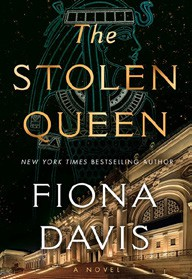 The
STOLEN
QUEEN
NEW YORK TIMES BESTSELLING AUTHOR
FIONA
DAVIS
A NOVEL